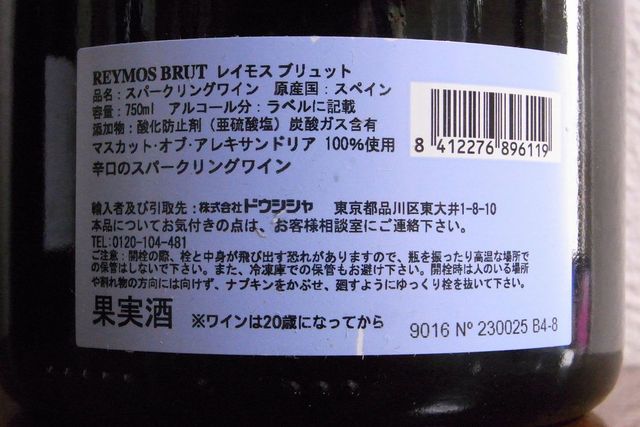 REYMOS BRUT レイモス ブリュット
品名：スパークリングワイン 原産国：スペイン
容量：750ml アルコール分：ラベルに記載
添加物：酸化防止剤（亜硫酸塩）炭酸ガス含有
マスカット・オブ・アレキサンドリア 100％使用
辛口のスパークリングワイン
8 412276 896119
輸入者及び引取先：株式会社ドウシシャ 東京都品川区東大井1-8-10
本品についてお気付きの点は、お客様相談室にご連絡下さい。
TEL:0120-104-481
ご注意：開栓の際、栓と中身が飛び出す恐れがありますので、瓶を振ったり高温な場所で
の保管はしないで下さい。また、冷凍庫での保管もお避け下さい。開栓時は人のいる場所
や割れ物の方向には向けず、ナプキンをかぶせ、廻すようにゆっくり栓を抜いて下さい。
果実酒 ※ワインは20歳になってから
9016 Nº 230025 B4-8